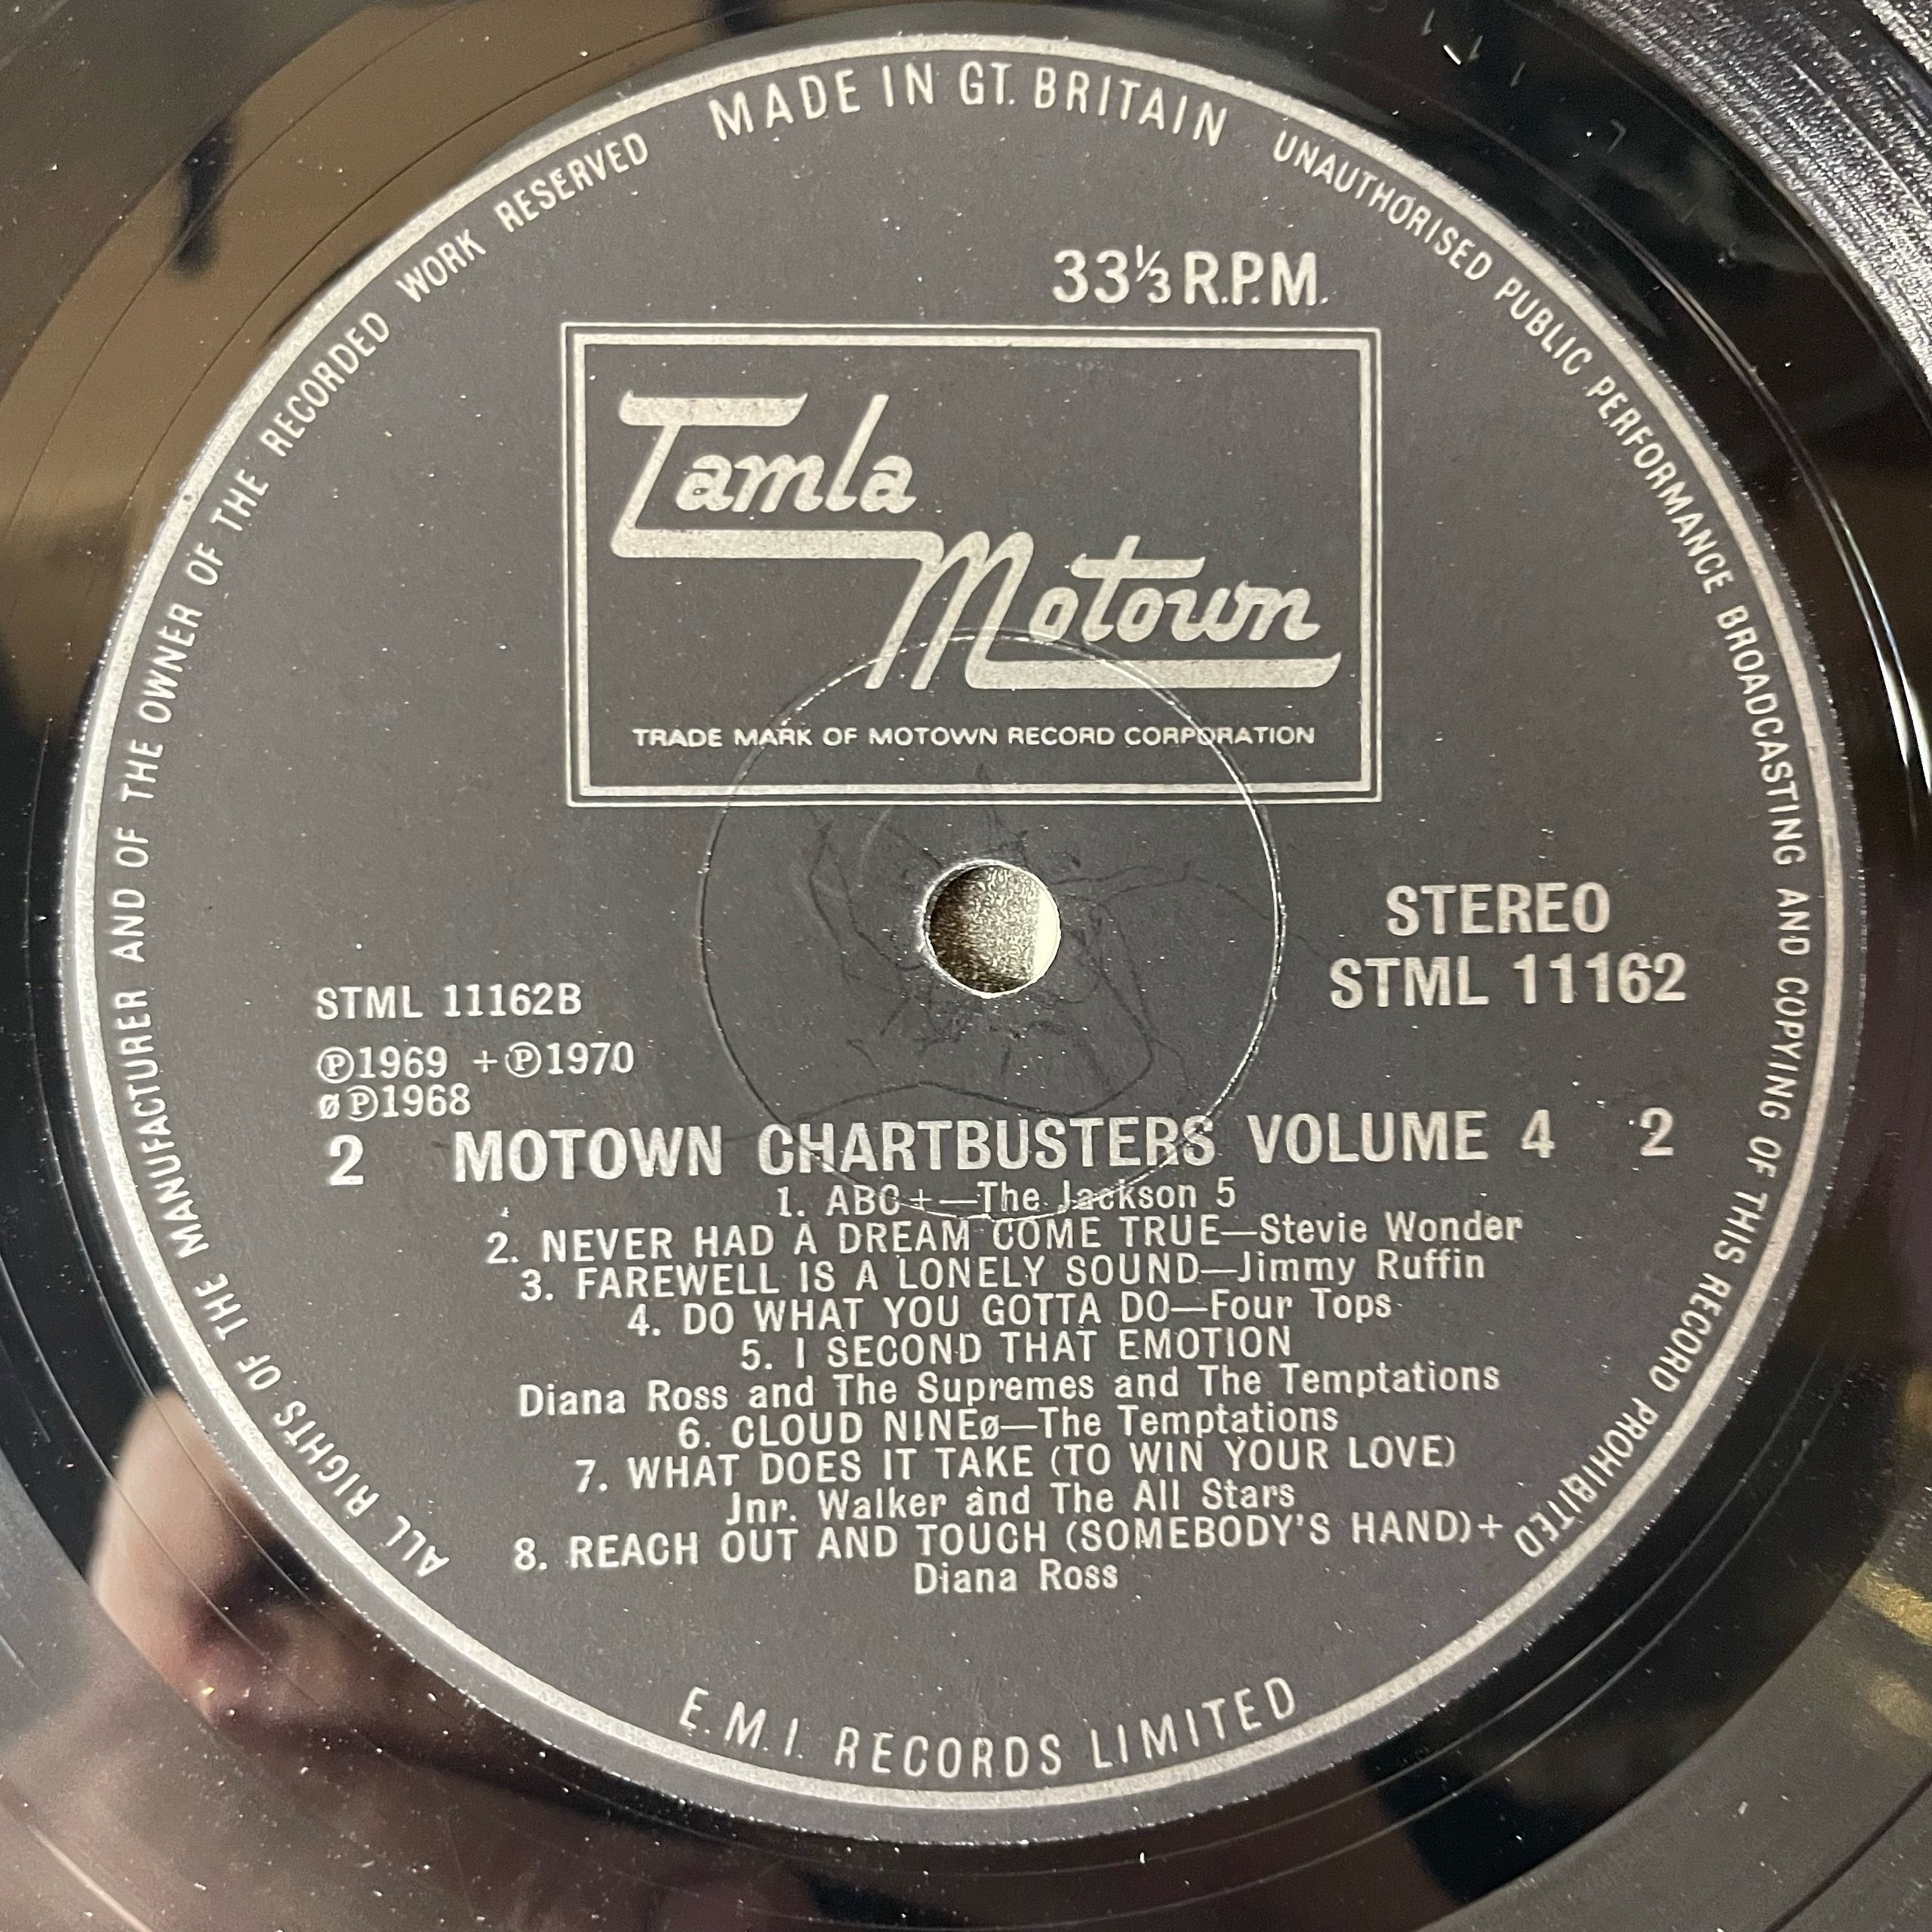 MADE IN GT. BRITAIN
UNAUTHORISED PUBLIC PERFORMANCE BROADCASTING AND COPYING OF THIS RECORD PROHIBITED
ALL RIGHTS OF THE MANUFACTURER AND OF THE OWNER OF THE RECORDED WORK RESERVED
33⅓ R.P.M.
Tamla
Motown
TRADE MARK OF MOTOWN RECORD CORPORATION
STEREO
STML 11162
STML 11162B
Ⓟ1969 +Ⓟ1970
øⓅ1968
2 MOTOWN CHARTBUSTERS VOLUME 4 2
1. ABC+—The Jackson 5
2. NEVER HAD A DREAM COME TRUE—Stevie Wonder
3. FAREWELL IS A LONELY SOUND—Jimmy Ruffin
4. DO WHAT YOU GOTTA DO—Four Tops
5. I SECOND THAT EMOTION
Diana Ross and The Supremes and The Temptations
6. CLOUD NINEø—The Temptations
7. WHAT DOES IT TAKE (TO WIN YOUR LOVE)
Jnr. Walker and The All Stars
8. REACH OUT AND TOUCH (SOMEBODY'S HAND)+
Diana Ross
E.M.I. RECORDS LIMITED